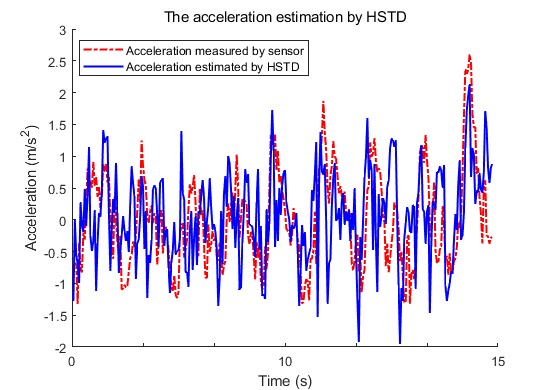 The acceleration estimation by HSTD
Acceleration measured by sensor
Acceleration estimated by HSTD
3
2.5
2
1.5
1
0.5
0
-0.5
-1
-1.5
-2
Acceleration (m/s²)
0
10
15
Time (s)